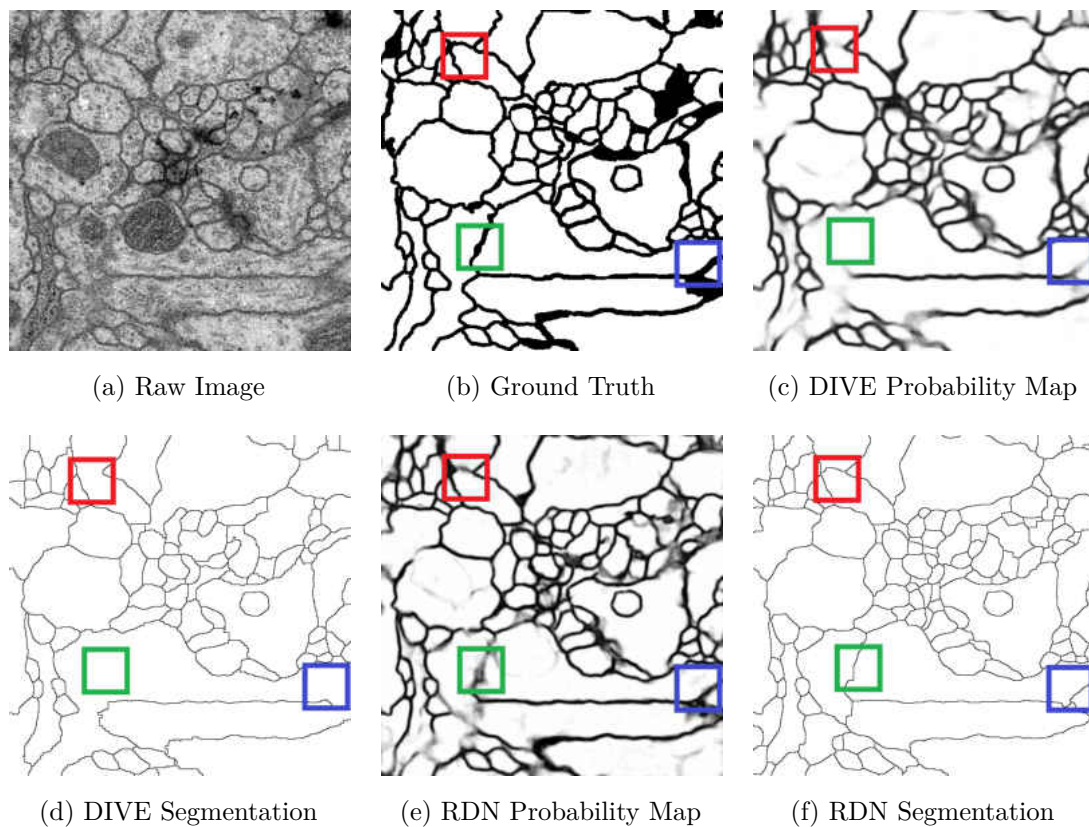 (a) Raw Image
(b) Ground Truth
(c) DIVE Probability Map
(d) DIVE Segmentation
(e) RDN Probability Map
(f) RDN Segmentation